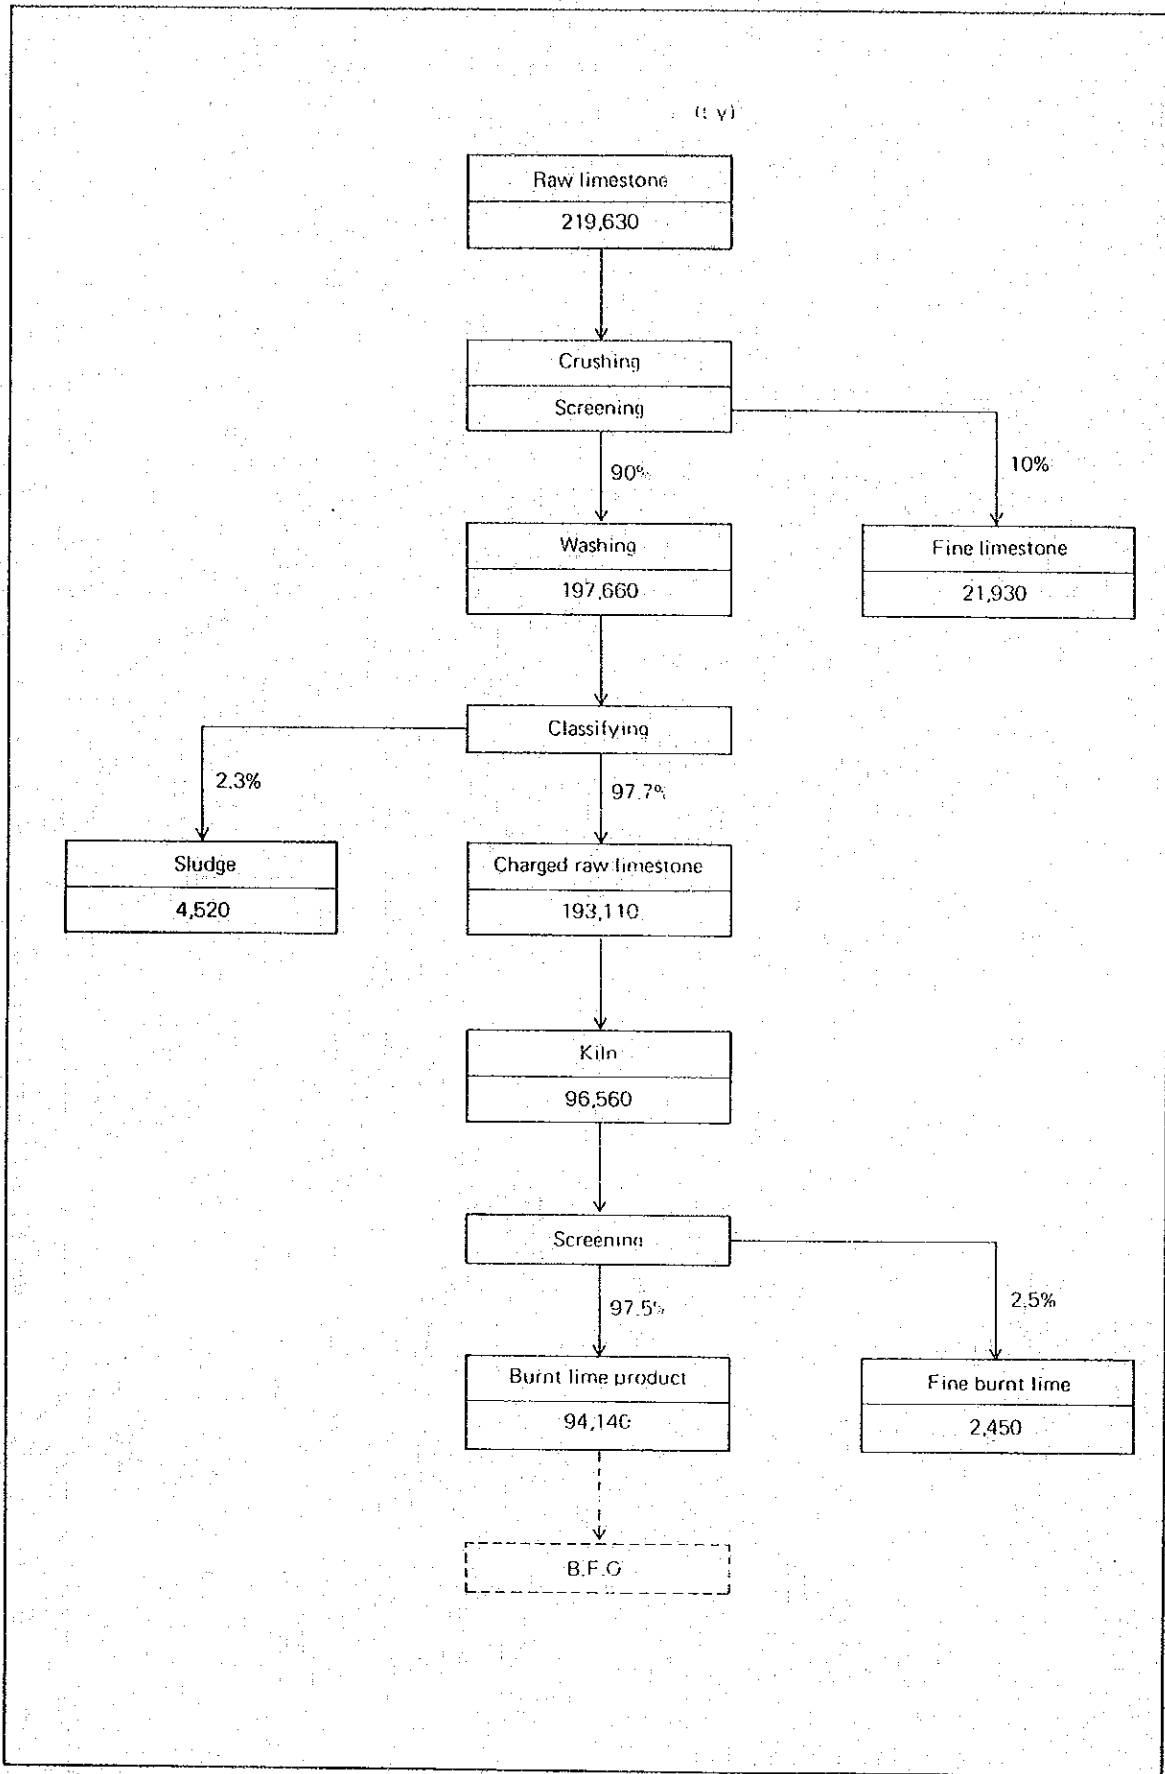 (t/y)
Raw limestone
219,630
Crushing
Screening
90%
10%
Washing
197,660
Fine limestone
21,930
Classifying
2.3%
97.7%
Sludge
4,520
Charged raw limestone
193,110
Kiln
96,560
Screening
97.5%
2.5%
Burnt lime product
94,140
Fine burnt lime
2,450
B.F.O